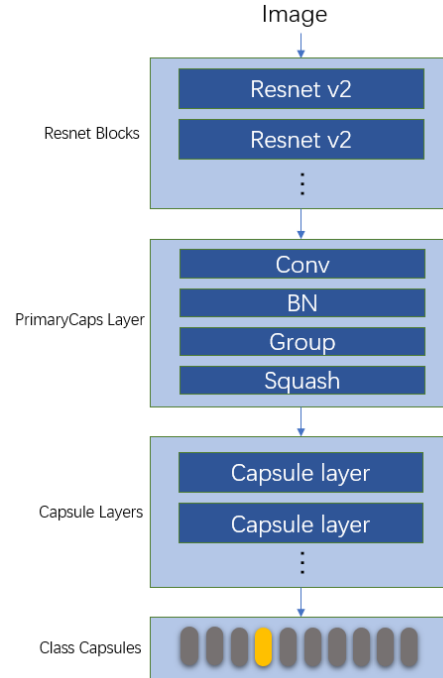 Image
Resnet Blocks
Resnet v2
Resnet v2
⋮
PrimaryCaps Layer
Conv
BN
Group
Squash
Capsule Layers
Capsule layer
Capsule layer
⋮
Class Capsules